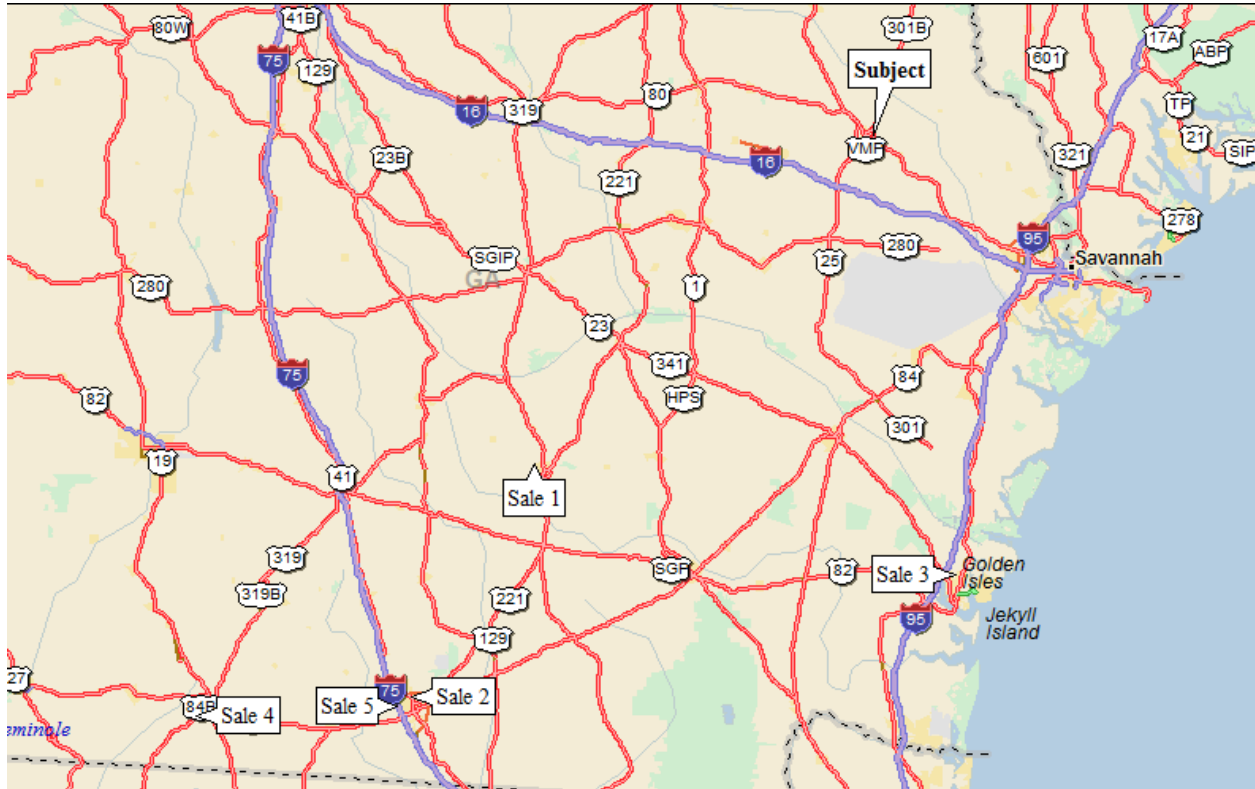 41B
301B
80W
17A
75
129
601
ABP
Subject
80
TP
16
319
21
VMP
321
SIP
23B
16
221
278
95
280
SGIP
25
Savannah
GA
280
1
23
341
75
84
82
HPS
301
19
41
Sale 1
319
SGP
82
Sale 3
Golden
Isles
319B
221
95
Jekyll
Island
129
27
75
Sale 2
84B
Sale 5
Sale 4
eminole